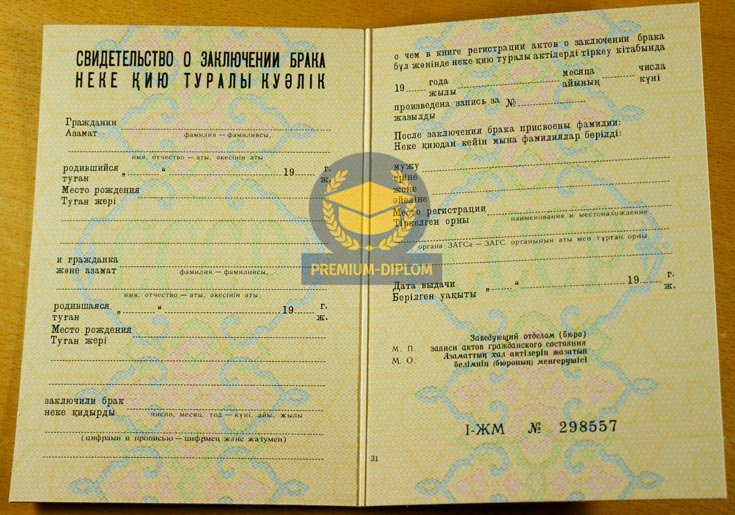 СВИДЕТЕЛЬСТВО О ЗАКЛЮЧЕНИИ БРАКА
НЕКЕ ҚИЮ ТУРАЛЫ КУӘЛІК
Гражданин
Азамат
фамилия — фамилиясы,
имя, отчество — аты, әкесінің аты
родившийся „ “ 19 г.
туған ж.
Место рождения
Туған жері
и гражданка
және азамат
фамилия — фамилиясы,
имя, отчество — аты, әкесінің аты
родившаяся „ “ 19 г.
туған ж.
Место рождения
Туған жері
заключили брак
неке қидырды
число, месяц, год — күні, айы, жылы
(цифрами и прописью — цифрмен және жатумен)
о чем в книге регистрации актов о заключении брака
бұл жөнінде неке қию туралы актілерді тіркеу кітабында
19 года месяца числа
жылы айының күні
произведена запись за №
жазылды
После заключения брака присвоены фамилии:
Неке қиюдан кейін мына фамилиялар берілді:
мужу
еріне
жене
әйеліне
Место регистрации
Тіркелген орны
наименование и местонахождение
органа ЗАГСа — ЗАГС органының аты мен тұрған орны
Дата выдачи „ “ 19 г.
Берілген уақыты ж.
Заведующий отделом (бюро)
М. П. записи актов гражданского состояния
М. О. Азаматтық хал актілерін жазатын
бөлімнің (бюроның) меңгерушісі
I-ЖМ № 298557
31
PREMIUM-DIPLOM